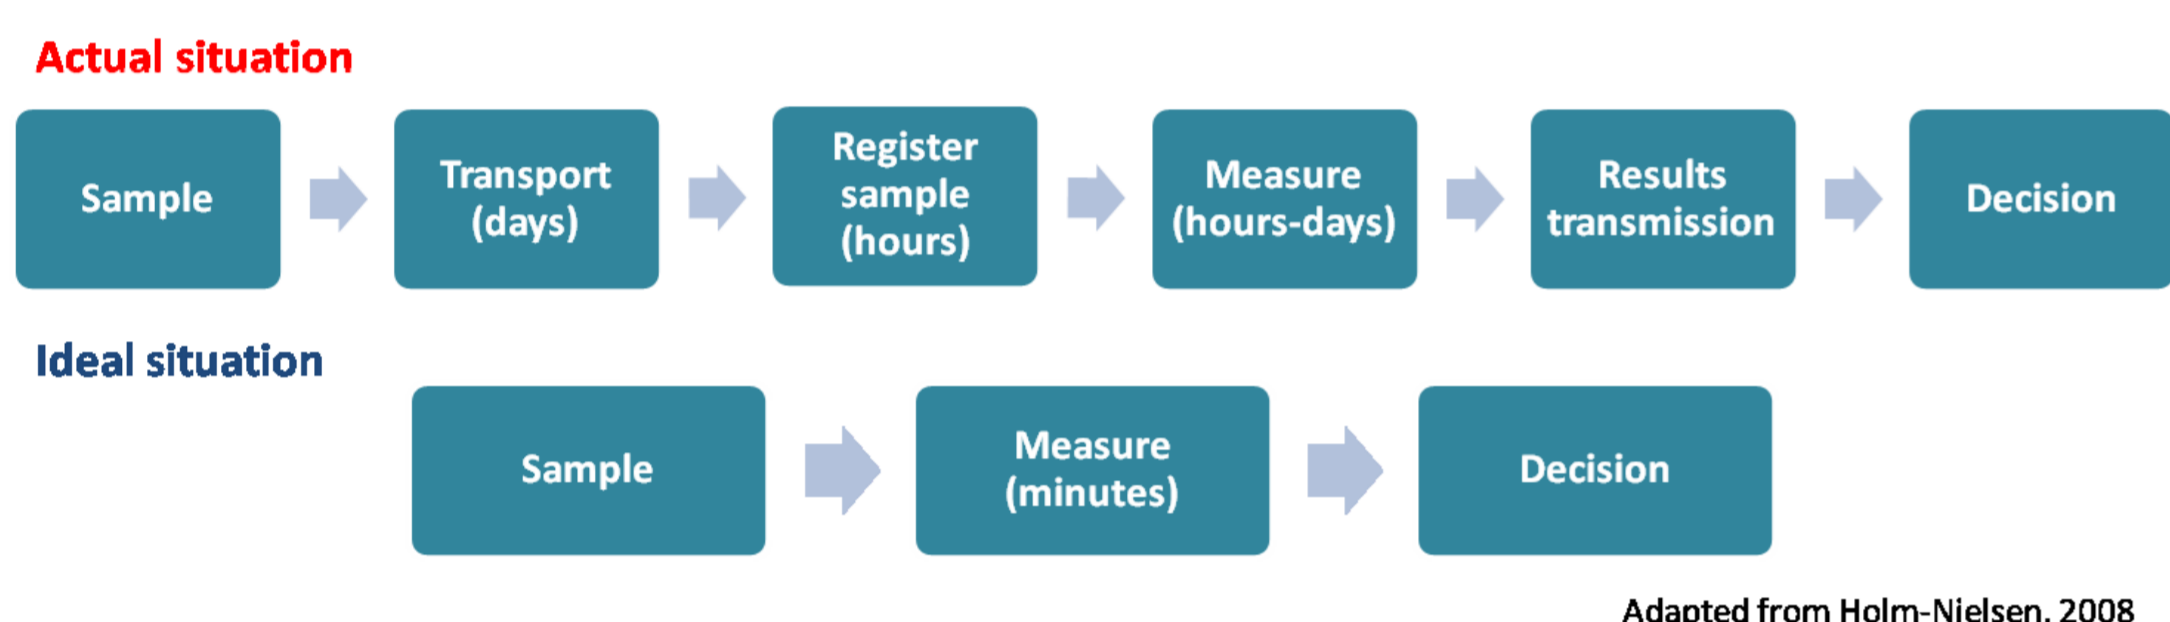 Actual situation
Sample
Transport
(days)
Register
sample
(hours)
Measure
(hours-days)
Results
transmission
Decision
Ideal situation
Sample
Measure
(minutes)
Decision
Adapted from Holm-Nielsen, 2008